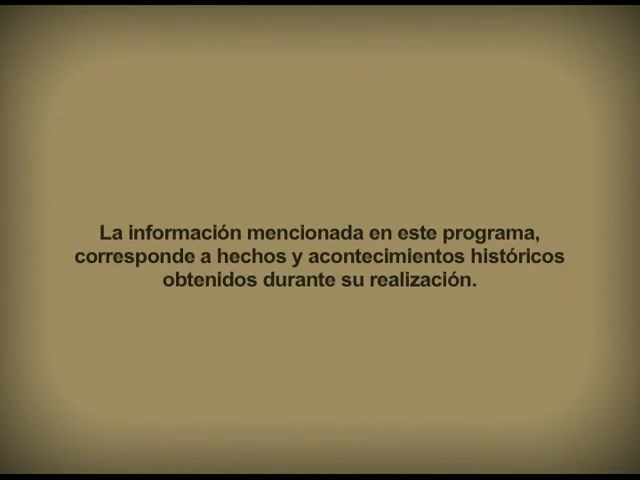 La información mencionada en este programa,
corresponde a hechos y acontecimientos históricos
obtenidos durante su realización.